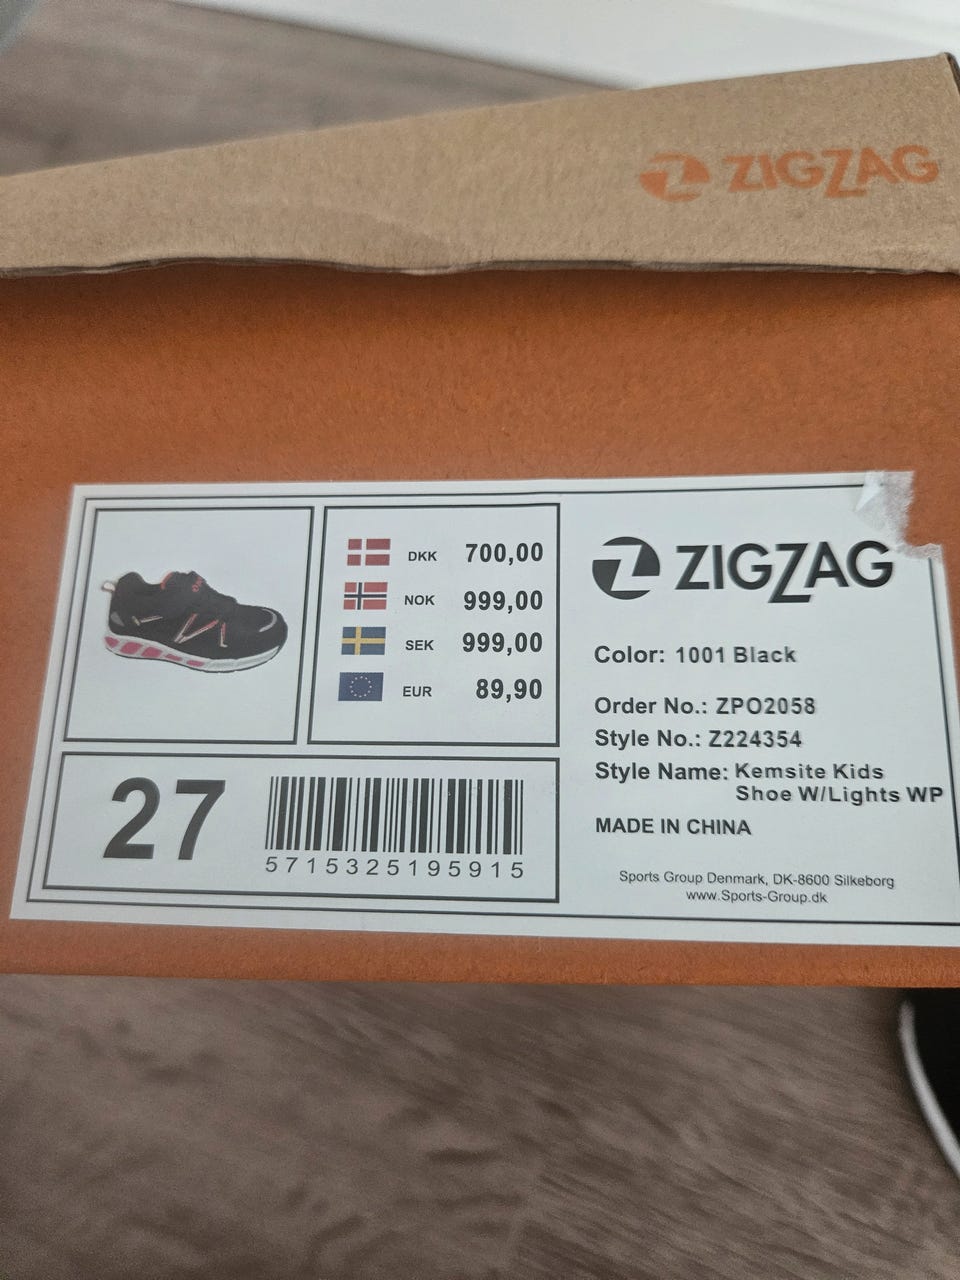 ZIGZAG
DKK 700,00
NOK 999,00
SEK 999,00
EUR 89,90
27
5715325195915
ZIGZAG
Color: 1001 Black
Order No.: ZPO2058
Style No.: Z224354
Style Name: Kemsite Kids
Shoe W/Lights WP
MADE IN CHINA
Sports Group Denmark, DK-8600 Silkeborg
www.Sports-Group.dk